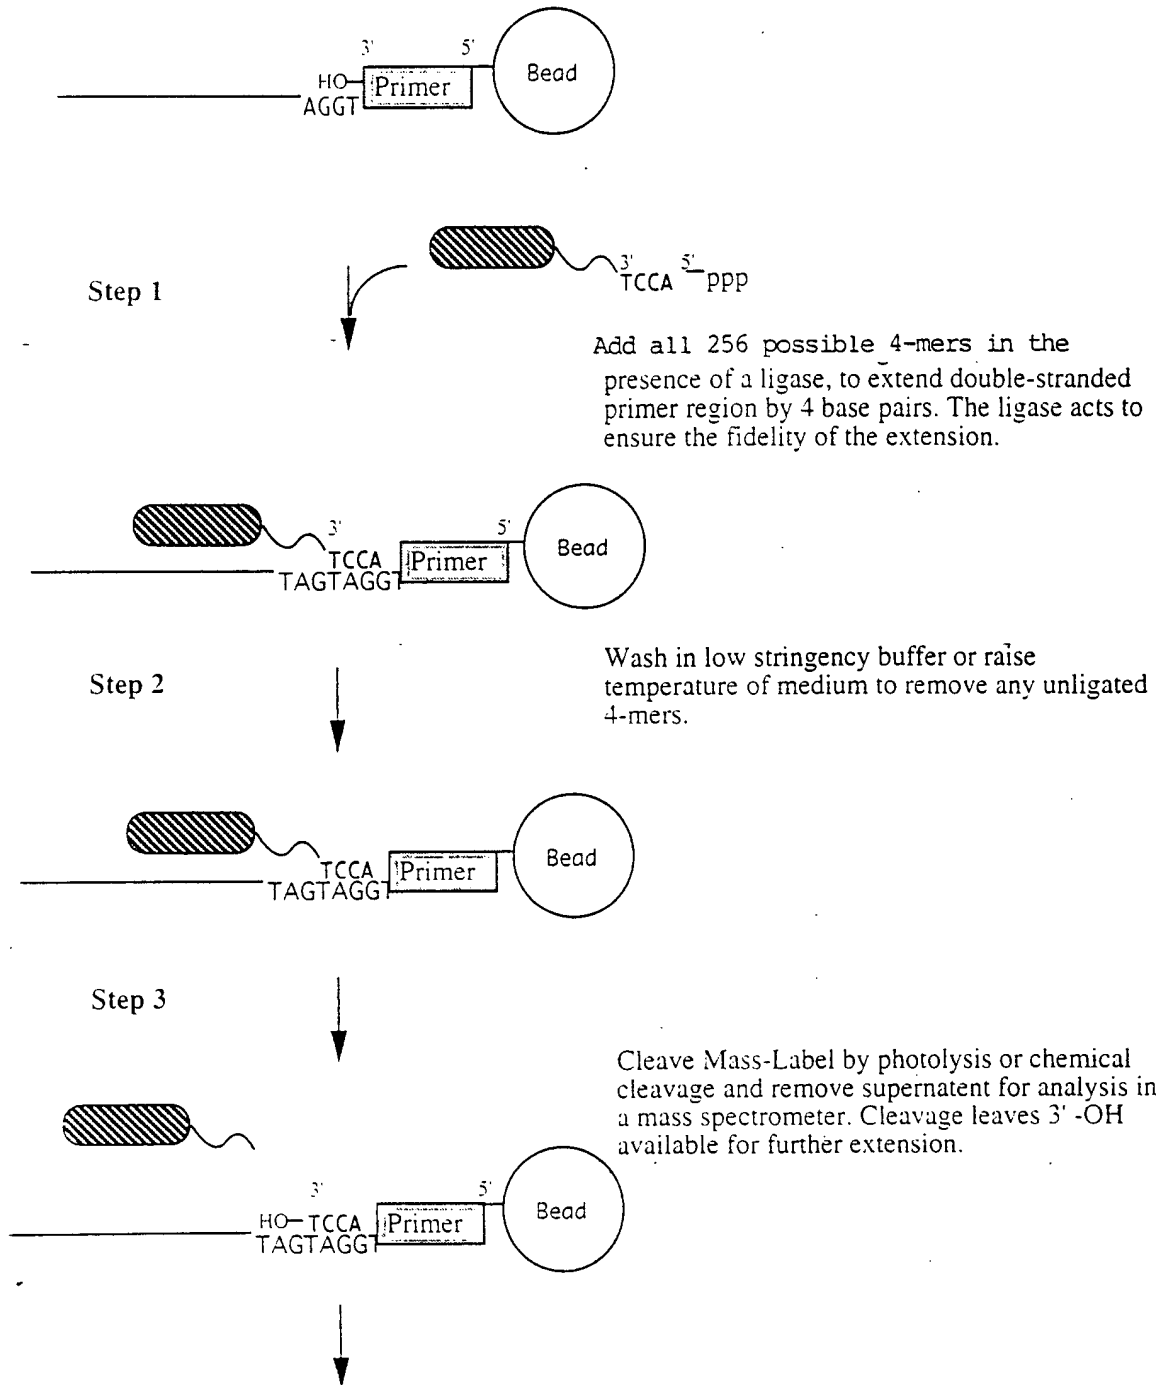 3' 5'
Bead
HO Primer
AGGT
3' 5'
TCCA ppp
Step 1
Add all 256 possible 4-mers in the
presence of a ligase, to extend double-stranded
primer region by 4 base pairs. The ligase acts to
ensure the fidelity of the extension.
3' 5'
Bead
TCCA Primer
TAGTAGGT
Wash in low stringency buffer or raise
temperature of medium to remove any unligated
4-mers.
Step 2
Bead
TCCA Primer
TAGTAGGT
Step 3
Cleave Mass-Label by photolysis or chemical
cleavage and remove supernatent for analysis in
a mass spectrometer. Cleavage leaves 3' -OH
available for further extension.
3' 5'
Bead
HO-TCCA Primer
TAGTAGGT